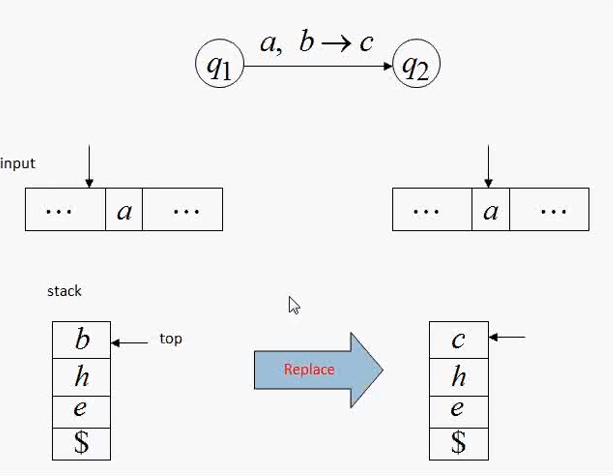 a, b → c
q1 q2
input
... a ... ... a ...
stack
b top c
h Replace h
e e
$ $